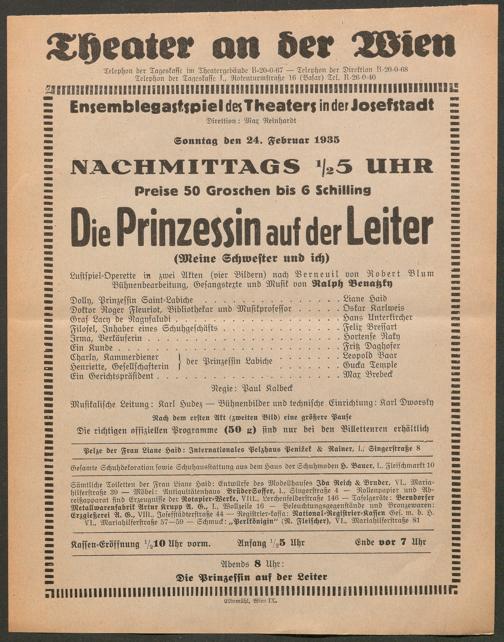 Theater an der Wien
Telephon der Tageskasse im Theatergebäude B-20-0-67 — Telephon der Direktion B-20-0-68
Telephon der Tageskasse I., Rotenturmstraße 16 (Basar) Tel. R-26-0-40
Ensemblegastspiel des Theaters in der Josefstadt
Direktion: Max Reinhardt
Sonntag den 24. Februar 1935
NACHMITTAGS ½5 UHR
Preise 50 Groschen bis 6 Schilling
Die Prinzessin auf der Leiter
(Meine Schwester und ich)
Lustspiel-Operette in zwei Akten (vier Bildern) nach Verneuil von Robert Blum
Bühnenbearbeitung, Gesangstexte und Musik von Ralph Benatzky
Dolly, Prinzessin Saint-Labiche . . . Liane Haid
Doktor Roger Fleuriot, Bibliothekar und Musikprofessor . . . Oskar Karlweis
Graf Lacy de Nagyfaludi . . . Hans Unterkircher
Filosel, Inhaber eines Schuhgeschäfts . . . Felix Bressart
Irma, Verkäuferin . . . Hortense Raky
Ein Kunde . . . Fritz Daghofer
Charly, Kammerdiener } der Prinzessin Labiche . . . Leopold Baar
Henriette, Gesellschafterin } . . . Gucka Temple
Ein Gerichtspräsident . . . Max Brebeck
Regie: Paul Kalbeck
Musikalische Leitung: Karl Hudez — Bühnenbilder und technische Einrichtung: Karl Dworsky
Nach dem ersten Akt (zweiten Bild) eine größere Pause
Die richtigen offiziellen Programme (50 g) sind nur bei den Billetteuren erhältlich
Pelze der Frau Liane Haid: Internationales Pelzhaus Penižek & Rainer, I., Singerstraße 8
Gesamte Schuhdekoration sowie Schuhausstattung aus dem Haus der Schuhmoden H. Bauer, I., Fleischmarkt 10
Sämtliche Toiletten der Frau Liane Haid: Entwürfe des Modellhauses Ida Reich & Bruder, VI., Maria-
hilferstraße 39 — Möbel: Antiquitätenhaus Brüder Soffer, I., Singerstraße 4 — Rollenpapier und Ab-
reißapparat sind Erzeugnisse der Rotapier-Werke, VIII., Lerchenfelderstraße 146 — Tafelgeräte: Berndorfer
Metallwarenfabrik Artur Krupp A. G., I., Wollzeile 16 — Beleuchtungsgegenstände und Bronzewaren:
Erzgießerei A. G., VIII., Josefstädterstraße 44 — Registrier-kassa: National-Registrier-Kassen Ges. m. b. H.
VI., Mariahilferstraße 57—59 — Schmuck: „Perlkönigin“ (N. Fleischer), VI., Mariahilferstraße 81
Kassen-Eröffnung ½10 Uhr vorm. Anfang ½5 Uhr Ende vor 7 Uhr
Abends 8 Uhr:
Die Prinzessin auf der Leiter